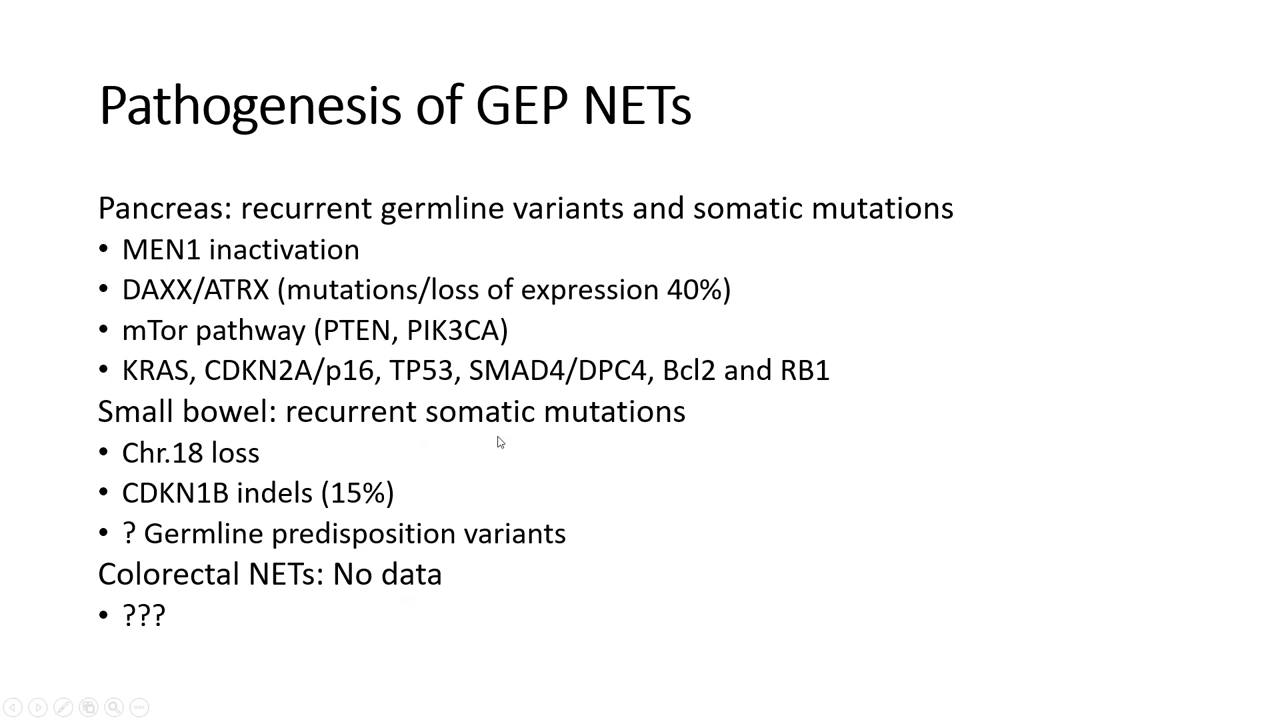 Pathogenesis of GEP NETs
Pancreas: recurrent germline variants and somatic mutations
• MEN1 inactivation
• DAXX/ATRX (mutations/loss of expression 40%)
• mTor pathway (PTEN, PIK3CA)
• KRAS, CDKN2A/p16, TP53, SMAD4/DPC4, Bcl2 and RB1
Small bowel: recurrent somatic mutations
• Chr.18 loss
• CDKN1B indels (15%)
• ? Germline predisposition variants
Colorectal NETs: No data
• ???